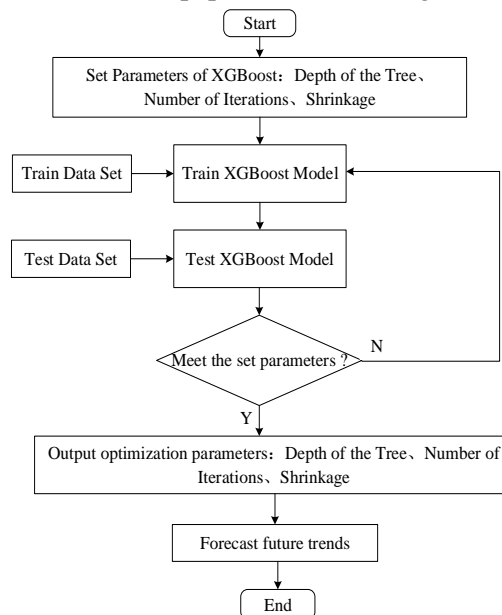 Start
Set Parameters of XGBoost：Depth of the Tree、
Number of Iterations、Shrinkage
Train Data Set
Train XGBoost Model
Test Data Set
Test XGBoost Model
Meet the set parameters ?
N
Y
Output optimization parameters：Depth of the Tree、Number of
Iterations、Shrinkage
Forecast future trends
End